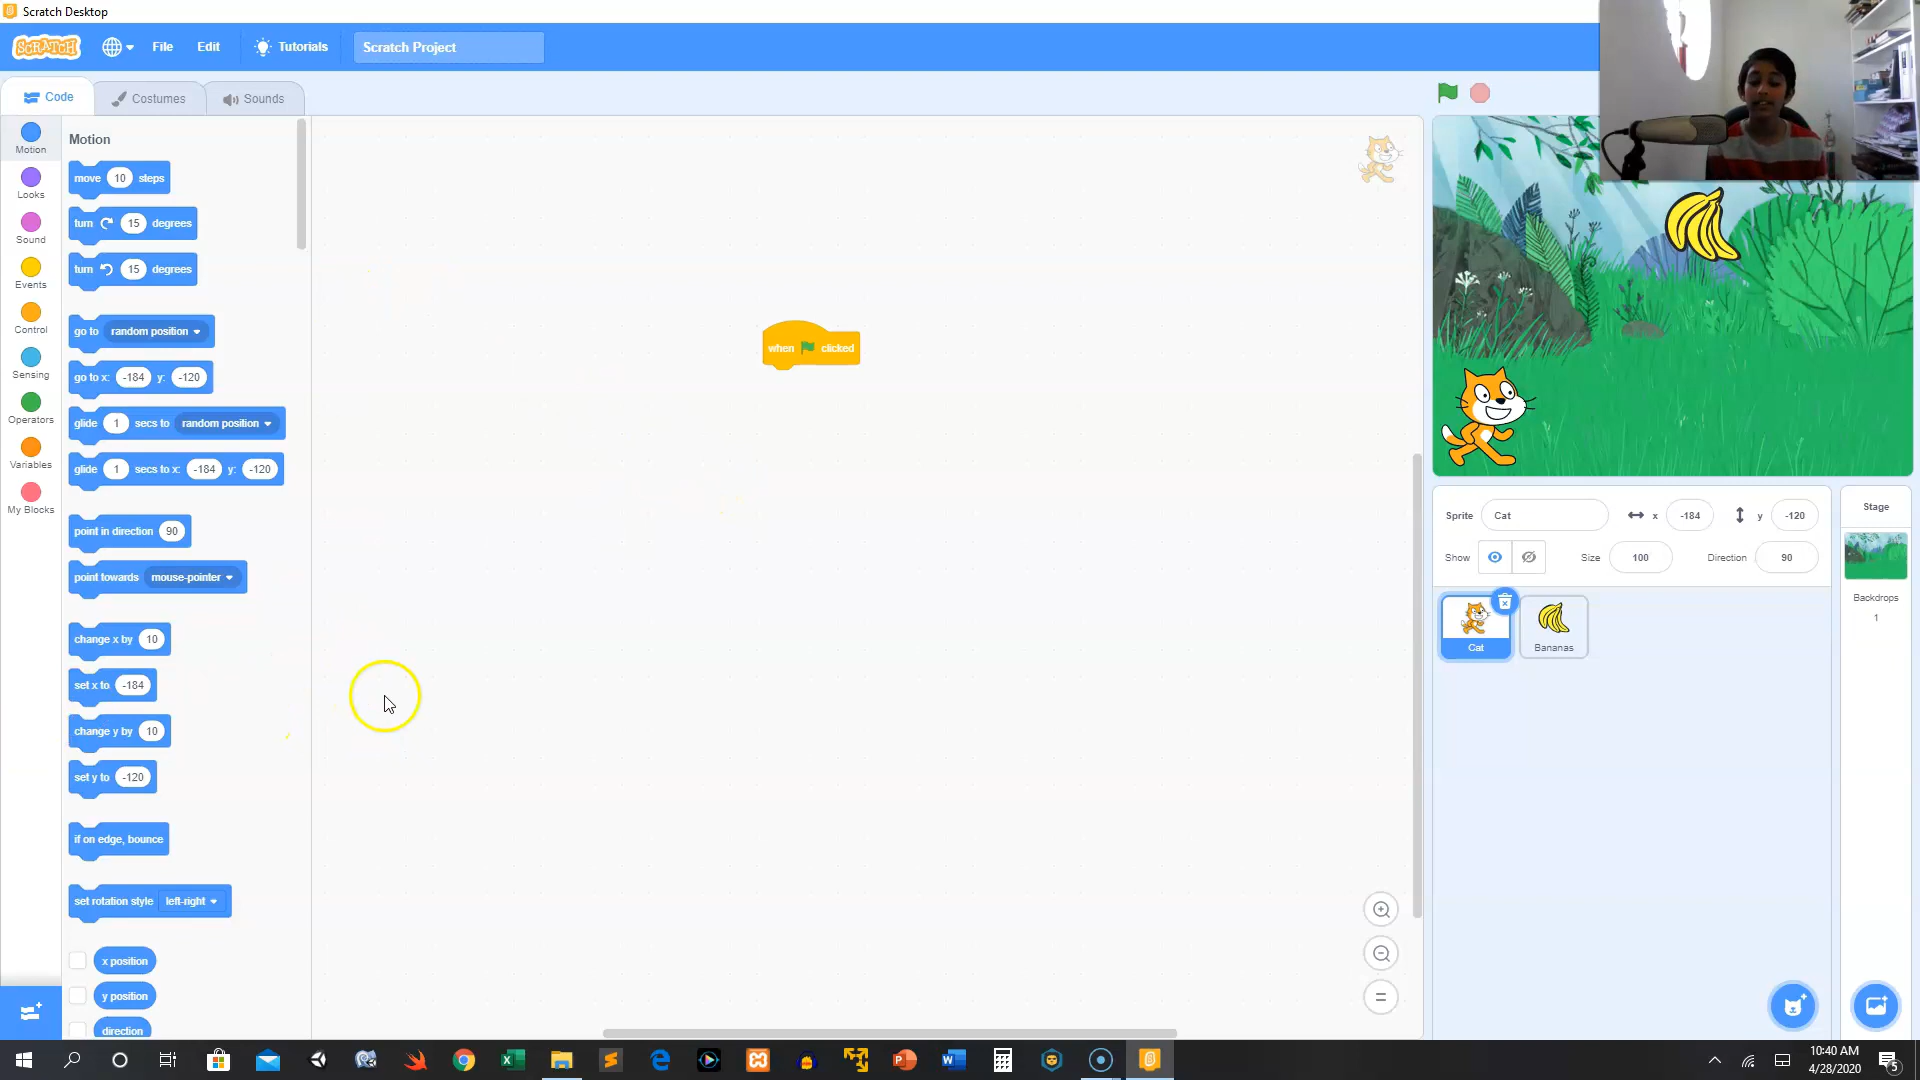 Scratch Desktop
SCRATCH
File
Edit
Tutorials
Scratch Project
Code
Costumes
Sounds
Motion
Looks
Sound
Events
Control
Sensing
Operators
Variables
My Blocks
Motion
move 10 steps
turn 15 degrees
turn 15 degrees
go to random position
go to x: -184 y: -120
glide 1 secs to random position
glide 1 secs to x: -184 y: -120
point in direction 90
point towards mouse-pointer
change x by 10
set x to -184
change y by 10
set y to -120
if on edge, bounce
set rotation style left-right
x position
y position
direction
when clicked
Sprite Cat x -184 y -120
Show Size 100 Direction 90
Cat
Bananas
Stage
Backdrops
1
10:40 AM
4/28/2020
5